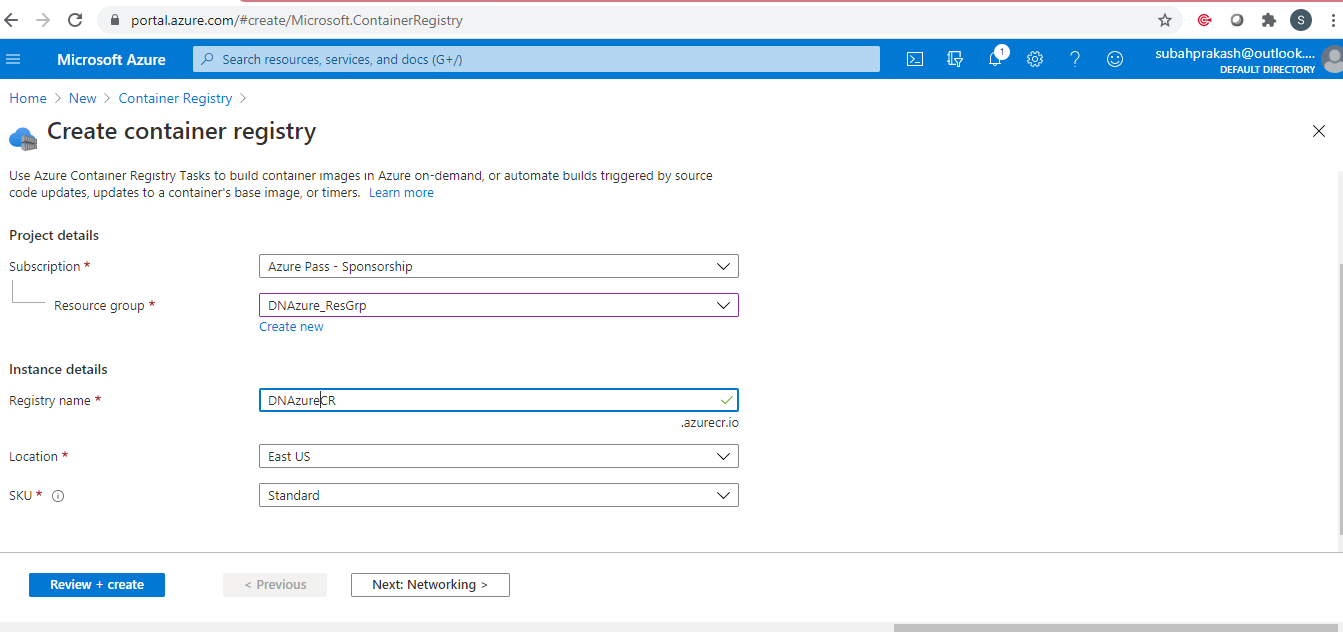 portal.azure.com/#create/Microsoft.ContainerRegistry
S
Microsoft Azure
Search resources, services, and docs (G+/)
1
subahprakash@outlook....
DEFAULT DIRECTORY
Home > New > Container Registry >
Create container registry
Use Azure Container Registry Tasks to build container images in Azure on-demand, or automate builds triggered by source
code updates, updates to a container's base image, or timers. Learn more
Project details
Subscription *
Azure Pass - Sponsorship
Resource group *
DNAzure_ResGrp
Create new
Instance details
Registry name *
DNAzureCR
.azurecr.io
Location *
East US
SKU *
Standard
Review + create
< Previous
Next: Networking >